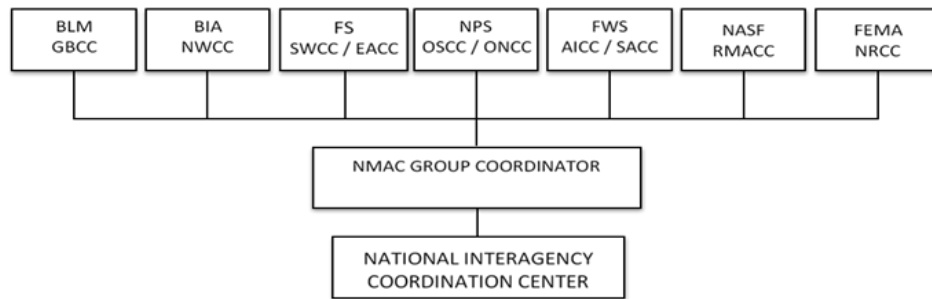 BLM
GBCC
BIA
NWCC
FS
SWCC / EACC
NPS
OSCC / ONCC
FWS
AICC / SACC
NASF
RMACC
FEMA
NRCC
NMAC GROUP COORDINATOR
NATIONAL INTERAGENCY
COORDINATION CENTER